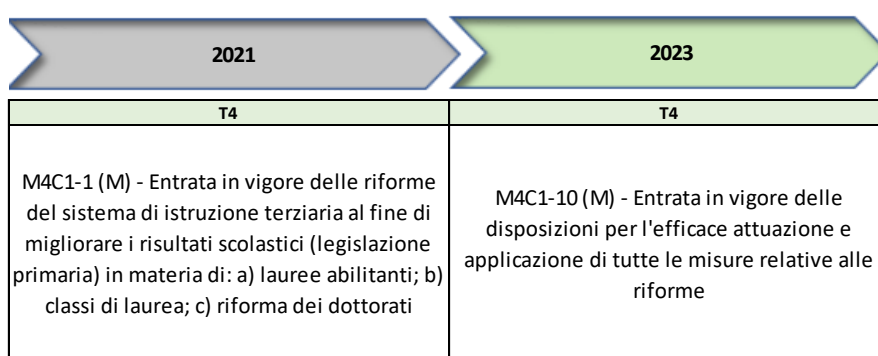 2021
2023
T4
T4
M4C1-1 (M) - Entrata in vigore delle riforme
del sistema di istruzione terziaria al fine di
migliorare i risultati scolastici (legislazione
primaria) in materia di: a) lauree abilitanti; b)
classi di laurea; c) riforma dei dottorati
M4C1-10 (M) - Entrata in vigore delle
disposizioni per l'efficace attuazione e
applicazione di tutte le misure relative alle
riforme